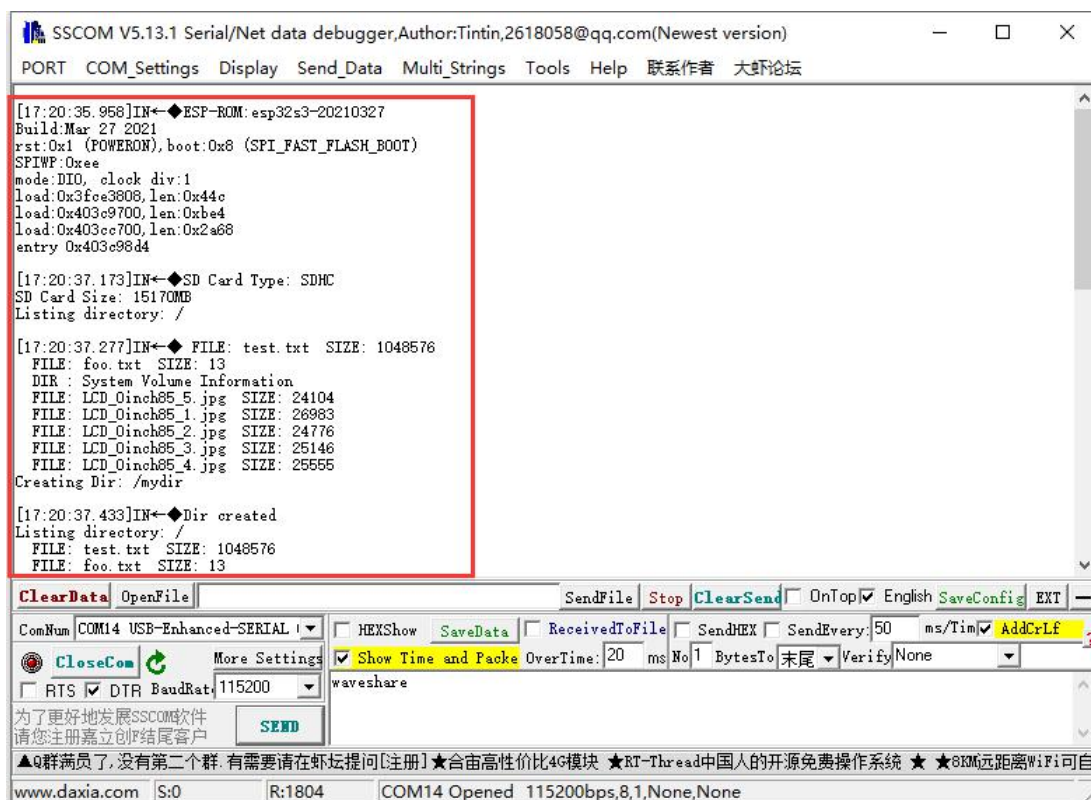 SSCOM V5.13.1 Serial/Net data debugger,Author:Tintin,2618058@qq.com(Newest version)
PORT COM_Settings Display Send_Data Multi_Strings Tools Help 联系作者 大虾论坛
[17:20:35.958]IN←◆ESP-ROM:esp32s3-20210327
Build:Mar 27 2021
rst:0x1 (POWERON),boot:0x8 (SPI_FAST_FLASH_BOOT)
SPIWP:0xee
mode:DIO, clock div:1
load:0x3fce3808,len:0x44c
load:0x403c9700,len:0xbe4
load:0x403cc700,len:0x2a68
entry 0x403c98d4
[17:20:37.173]IN←◆SD Card Type: SDHC
SD Card Size: 15170MB
Listing directory: /
[17:20:37.277]IN←◆ FILE: test.txt SIZE: 1048576
FILE: foo.txt SIZE: 13
DIR : System Volume Information
FILE: LCD_0inch85_5.jpg SIZE: 24104
FILE: LCD_0inch85_1.jpg SIZE: 26983
FILE: LCD_0inch85_2.jpg SIZE: 24776
FILE: LCD_0inch85_3.jpg SIZE: 25146
FILE: LCD_0inch85_4.jpg SIZE: 25555
Creating Dir: /mydir
[17:20:37.433]IN←◆Dir created
Listing directory: /
FILE: test.txt SIZE: 1048576
FILE: foo.txt SIZE: 13
ClearData OpenFile SendFile Stop ClearSend OnTop English SaveConfig EXT
ComNum COM14 USB-Enhanced-SERIAL HEXShow SaveData ReceivedToFile SendHEX SendEvery: 50 ms/Tim AddCrLf
CloseCom More Settings Show Time and Packe OverTime: 20 ms No 1 BytesTo 末尾 Verify None
RTS DTR BaudRat 115200 waveshare
为了更好地发展SSCOM软件
请您注册嘉立创F结尾客户 SEND
▲Q群满员了,没有第二个群.有需要请在虾坛提问[注册]★合宙高性价比4G模块 ★RT-Thread中国人的开源免费操作系统 ★ ★8KM远距离WiFi可自
www.daxia.com S:0 R:1804 COM14 Opened 115200bps,8,1,None,None